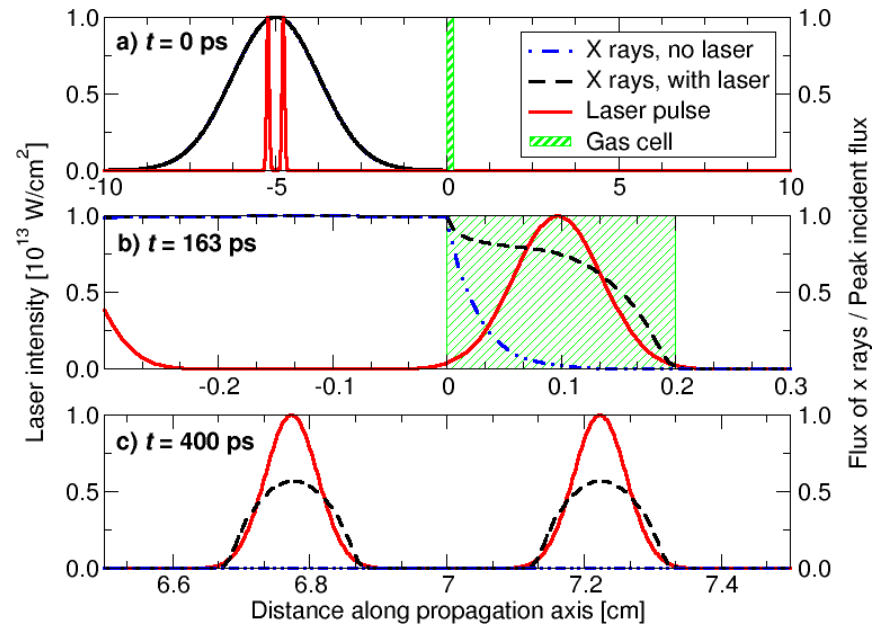 Laser intensity [10¹³ W/cm²]
Flux of x rays / Peak incident flux
1.0 1.0
a) t = 0 ps
X rays, no laser
X rays, with laser
Laser pulse
Gas cell
0.5 0.5
0.0 0.0
-10 -5 0 5 10
1.0 1.0
b) t = 163 ps
0.5 0.5
0.0 0.0
-0.2 -0.1 0 0.1 0.2 0.3
1.0 1.0
c) t = 400 ps
0.5 0.5
0.0 0.0
6.6 6.8 7 7.2 7.4
Distance along propagation axis [cm]